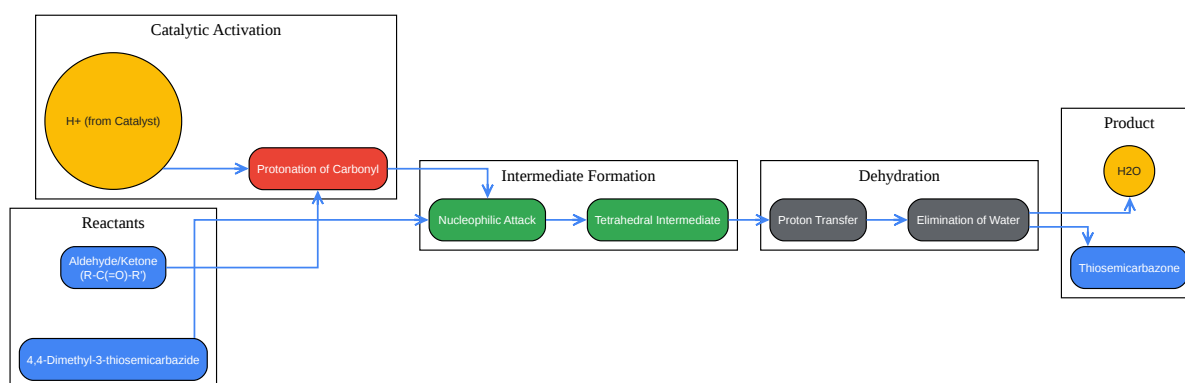 Catalytic Activation
H+ (from Catalyst)
Protonation of Carbonyl
Reactants
Aldehyde/Ketone
(R-C(=O)-R')
4,4-Dimethyl-3-thiosemicarbazide
Intermediate Formation
Nucleophilic Attack
Tetrahedral Intermediate
Dehydration
Proton Transfer
Elimination of Water
Product
H2O
Thiosemicarbazone